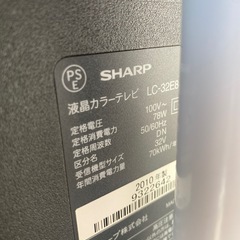 PSE SHARP
液晶カラーテレビ LC-32E8
定格電圧 100V~
定格消費電力 78W
定格周波数 50/60Hz
区分名 DN
受信機型サイズ 32V
年間消費電力量 70kWh/年
2010年製
9322642